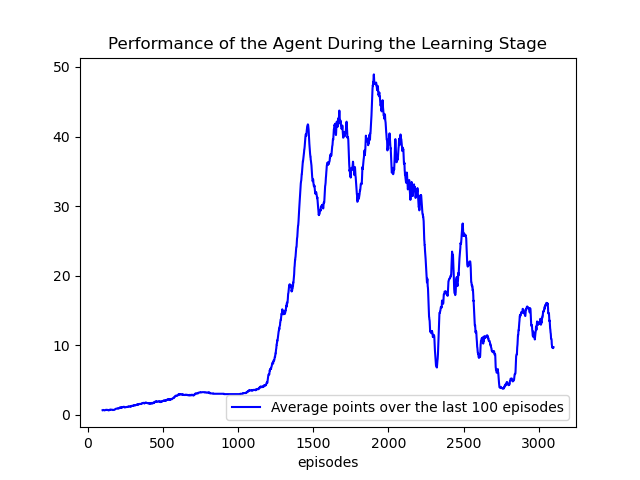 Performance of the Agent During the Learning Stage
50
40
30
20
10
0
Average points over the last 100 episodes
0 500 1000 1500 2000 2500 3000
episodes